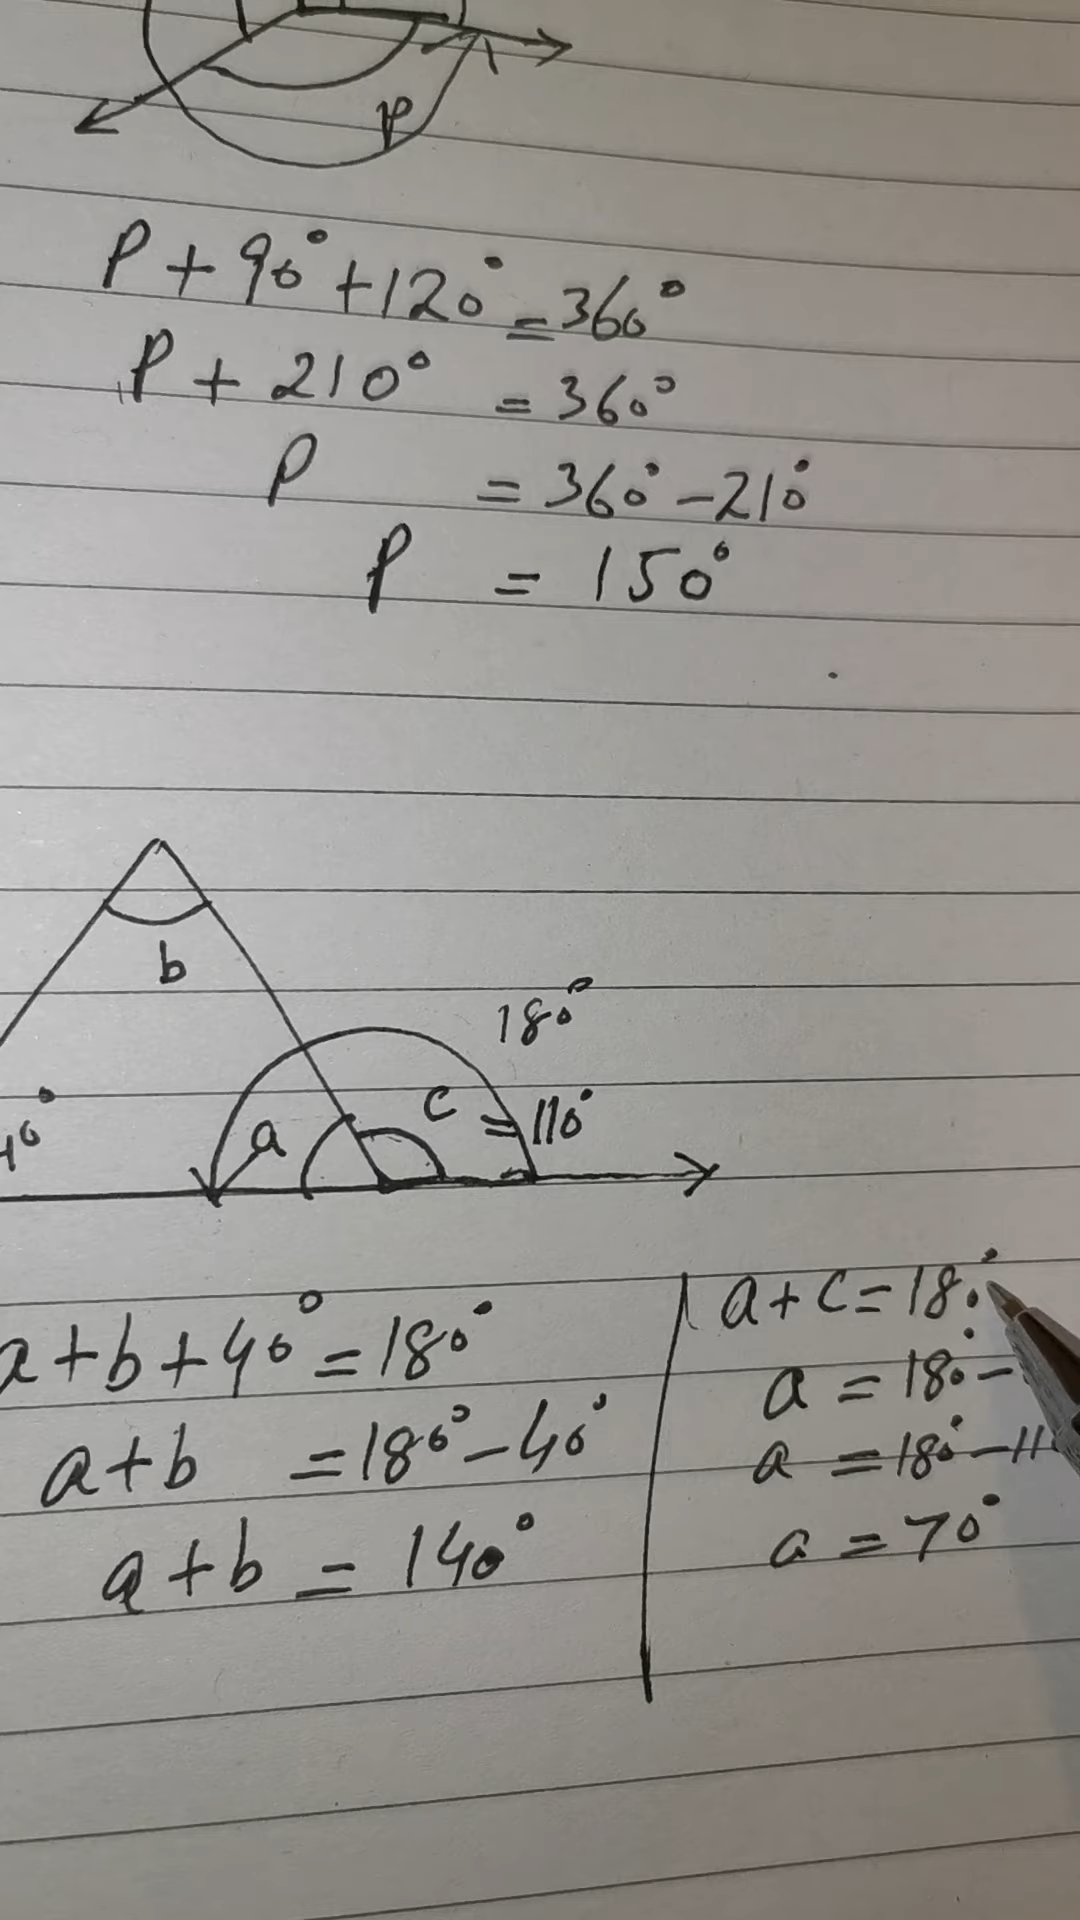 p
P + 90° + 120° = 360°
P + 210° = 360°
P = 360° - 210°
P = 150°
b
180°
40°
a
c = 110°
a + b + 40° = 180°
a + b = 180° - 40°
a + b = 140°
a + c = 180°
a = 180° -
a = 180° - 11
a = 70°